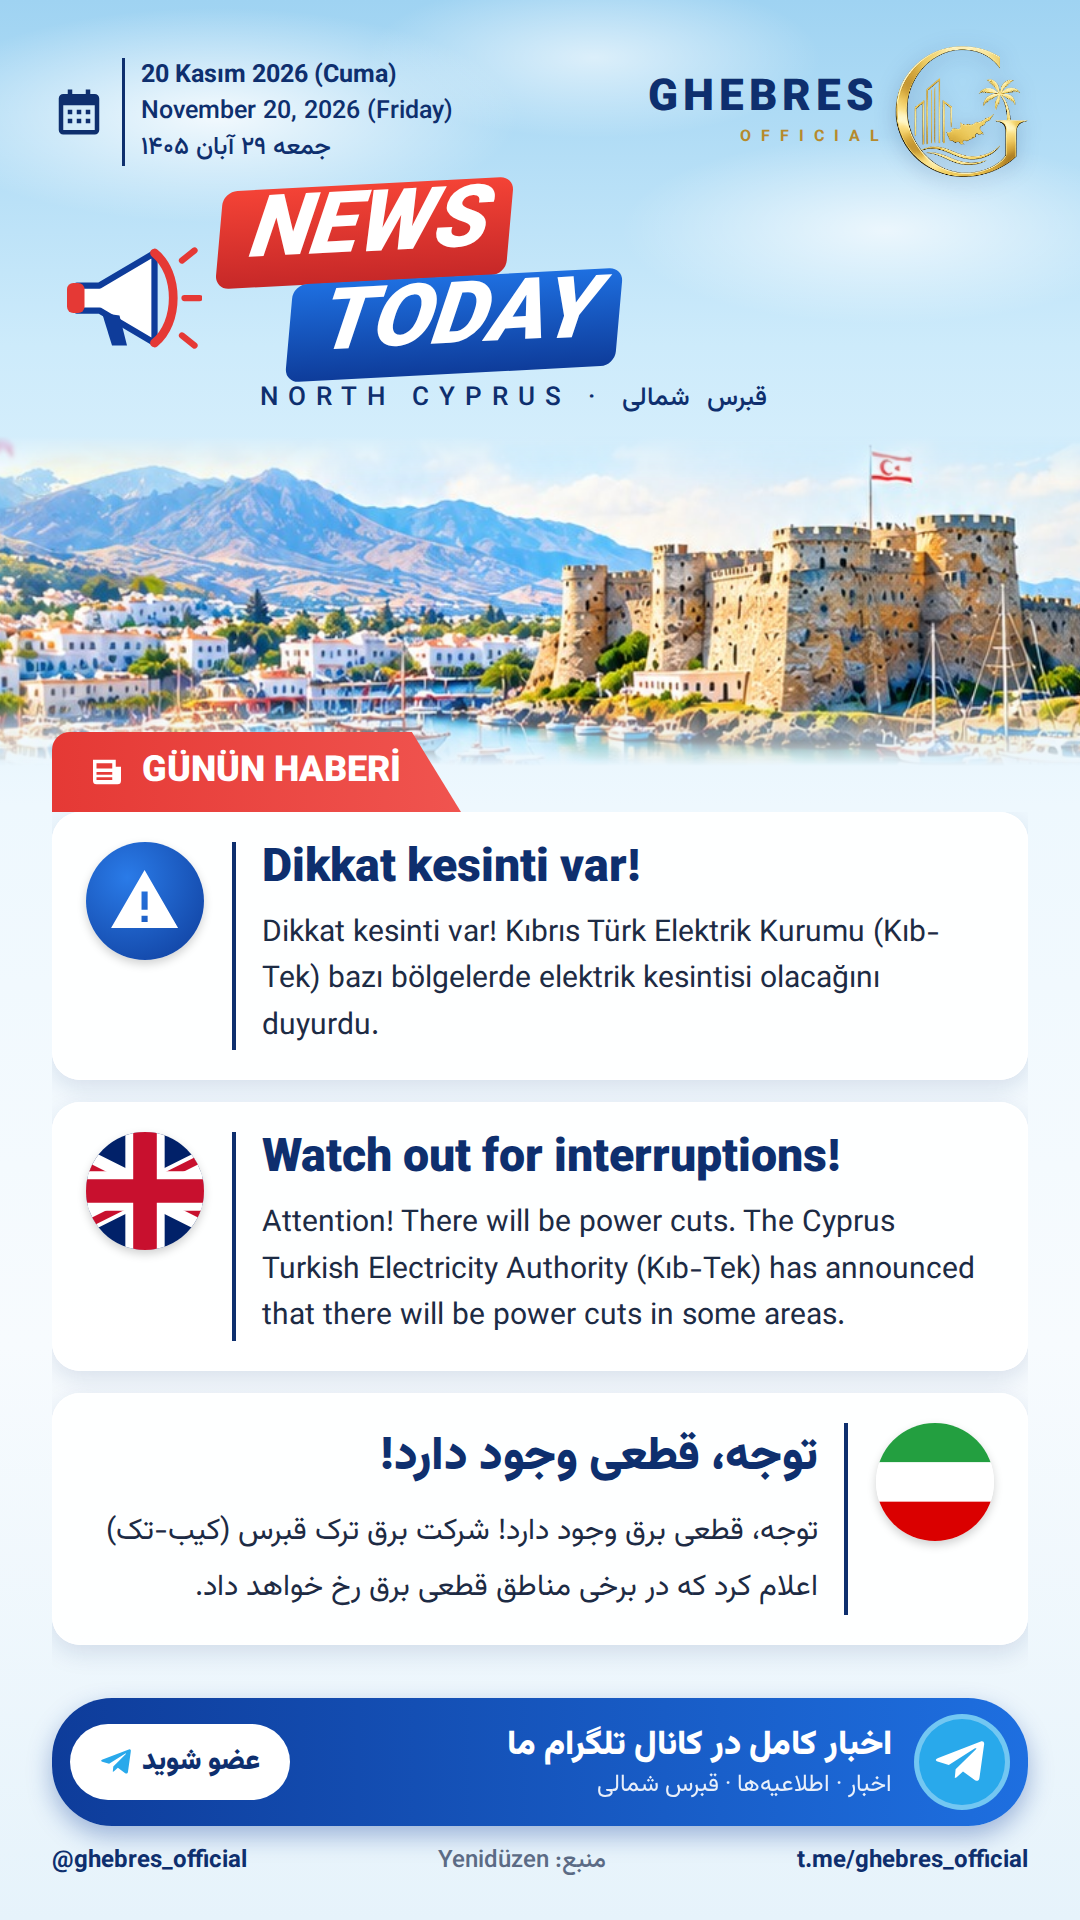 20 Kasım 2026 (Cuma)
November 20, 2026 (Friday)
جمعه ۲۹ آبان ۱۴۰۵
GHEBRES
OFFICIAL
NEWS
TODAY
NORTH CYPRUS · قبرس شمالی
GÜNÜN HABERİ
Dikkat kesinti var!
Dikkat kesinti var! Kıbrıs Türk Elektrik Kurumu (Kıb-
Tek) bazı bölgelerde elektrik kesintisi olacağını
duyurdu.
Watch out for interruptions!
Attention! There will be power cuts. The Cyprus
Turkish Electricity Authority (Kıb-Tek) has announced
that there will be power cuts in some areas.
توجه، قطعی وجود دارد!
توجه، قطعی برق وجود دارد! شرکت برق ترک قبرس (کیب-تک)
اعلام کرد که در برخی مناطق قطعی برق رخ خواهد داد.
اخبار کامل در کانال تلگرام ما
اخبار · اطلاعیه‌ها · قبرس شمالی
عضو شوید
@ghebres_official
منبع: Yenidüzen
t.me/ghebres_official